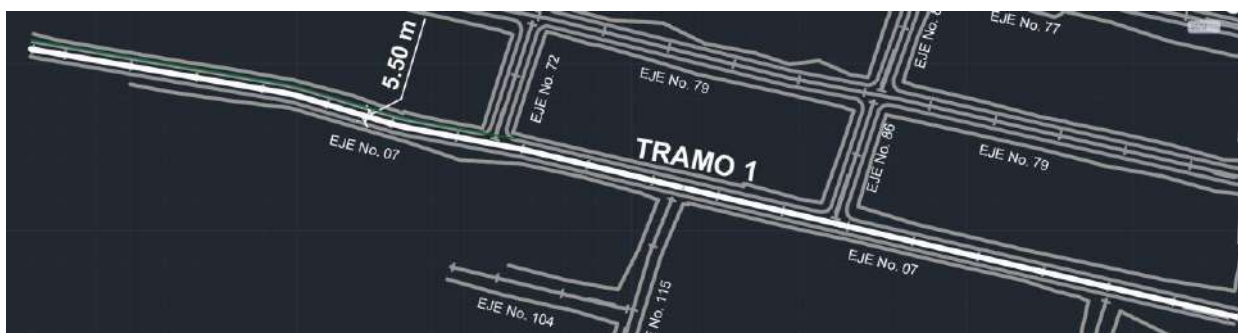 5.50 m
EJE No. 72
EJE No. 79
EJE No. 77
EJE No. 07
TRAMO 1
EJE No. 86
EJE No. 79
EJE No. 07
EJE No. 104
EJE No. 115